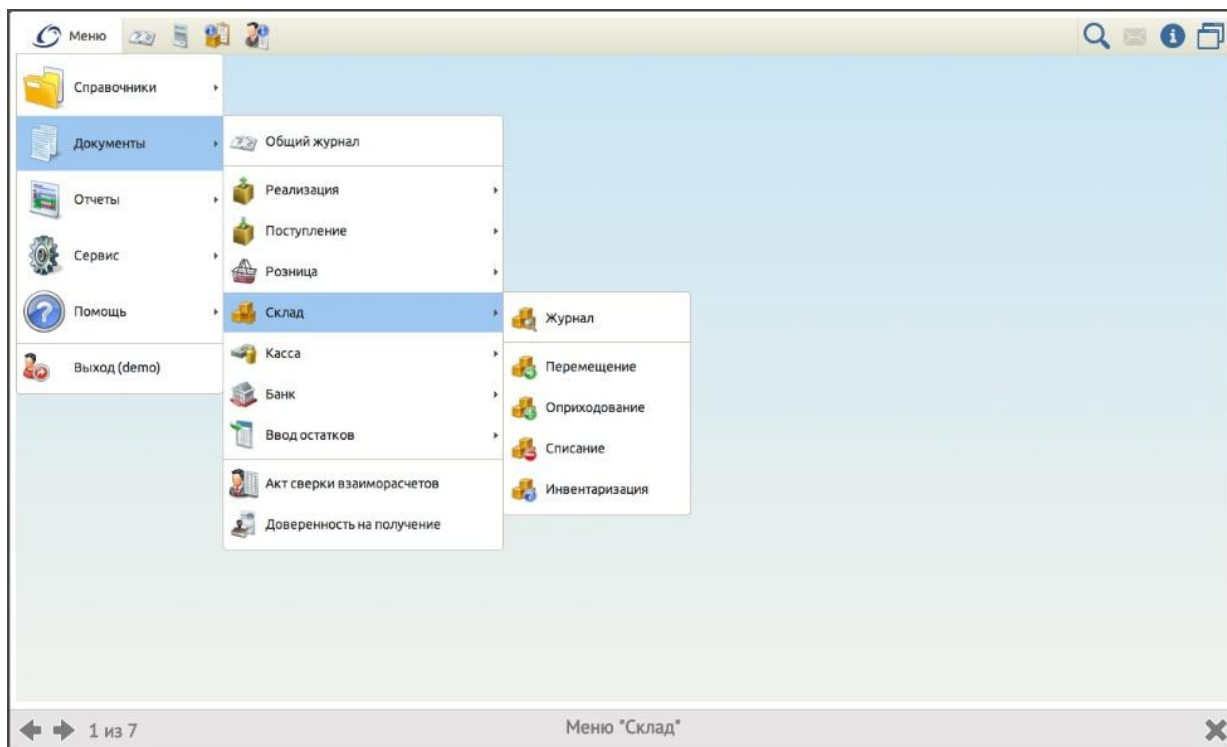 Меню
Справочники
Документы
Отчеты
Сервис
Помощь
Выход (demo)
Общий журнал
Реализация
Поступление
Розница
Склад
Касса
Банк
Ввод остатков
Акт сверки взаиморасчетов
Доверенность на получение
Журнал
Перемещение
Оприходование
Списание
Инвентаризация
1 из 7
Меню "Склад"